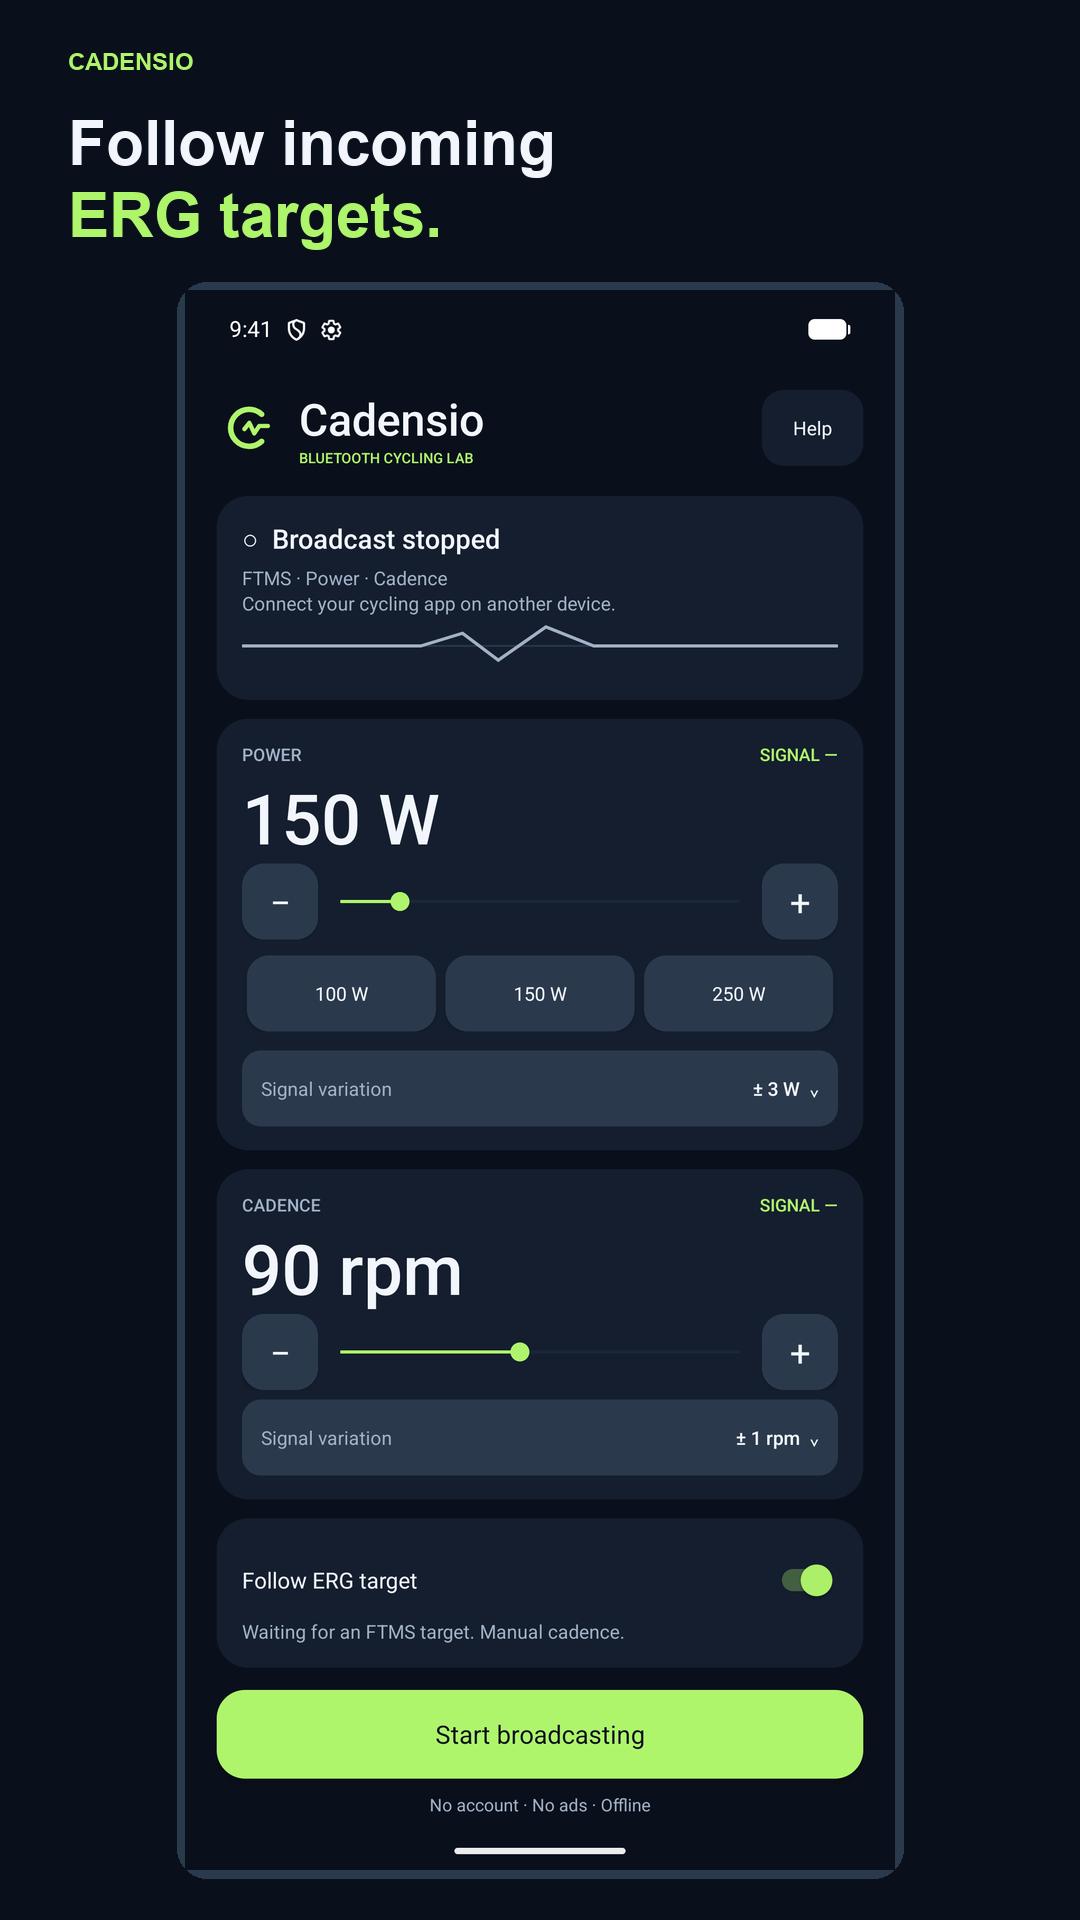 CADENSIO
Follow incoming
ERG targets.
9:41
Cadensio
BLUETOOTH CYCLING LAB
Help
○ Broadcast stopped
FTMS · Power · Cadence
Connect your cycling app on another device.
POWER
SIGNAL —
150 W
−
+
100 W
150 W
250 W
Signal variation
± 3 W
CADENCE
SIGNAL —
90 rpm
−
+
Signal variation
± 1 rpm
Follow ERG target
Waiting for an FTMS target. Manual cadence.
Start broadcasting
No account · No ads · Offline